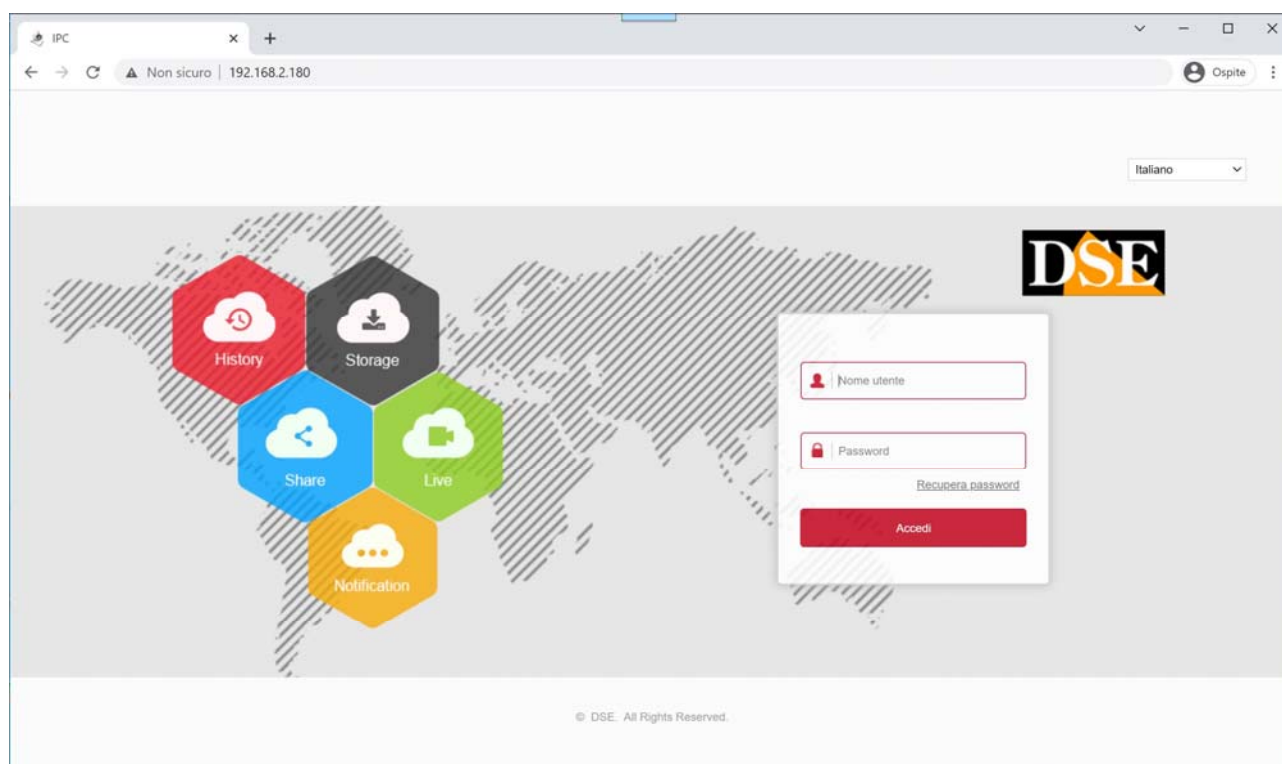 IPC
Non sicuro | 192.168.2.180
Ospite
Italiano
DSE
History
Storage
Nome utente
Password
Share
Live
Recupera password
Accedi
Notification
© DSE. All Rights Reserved.